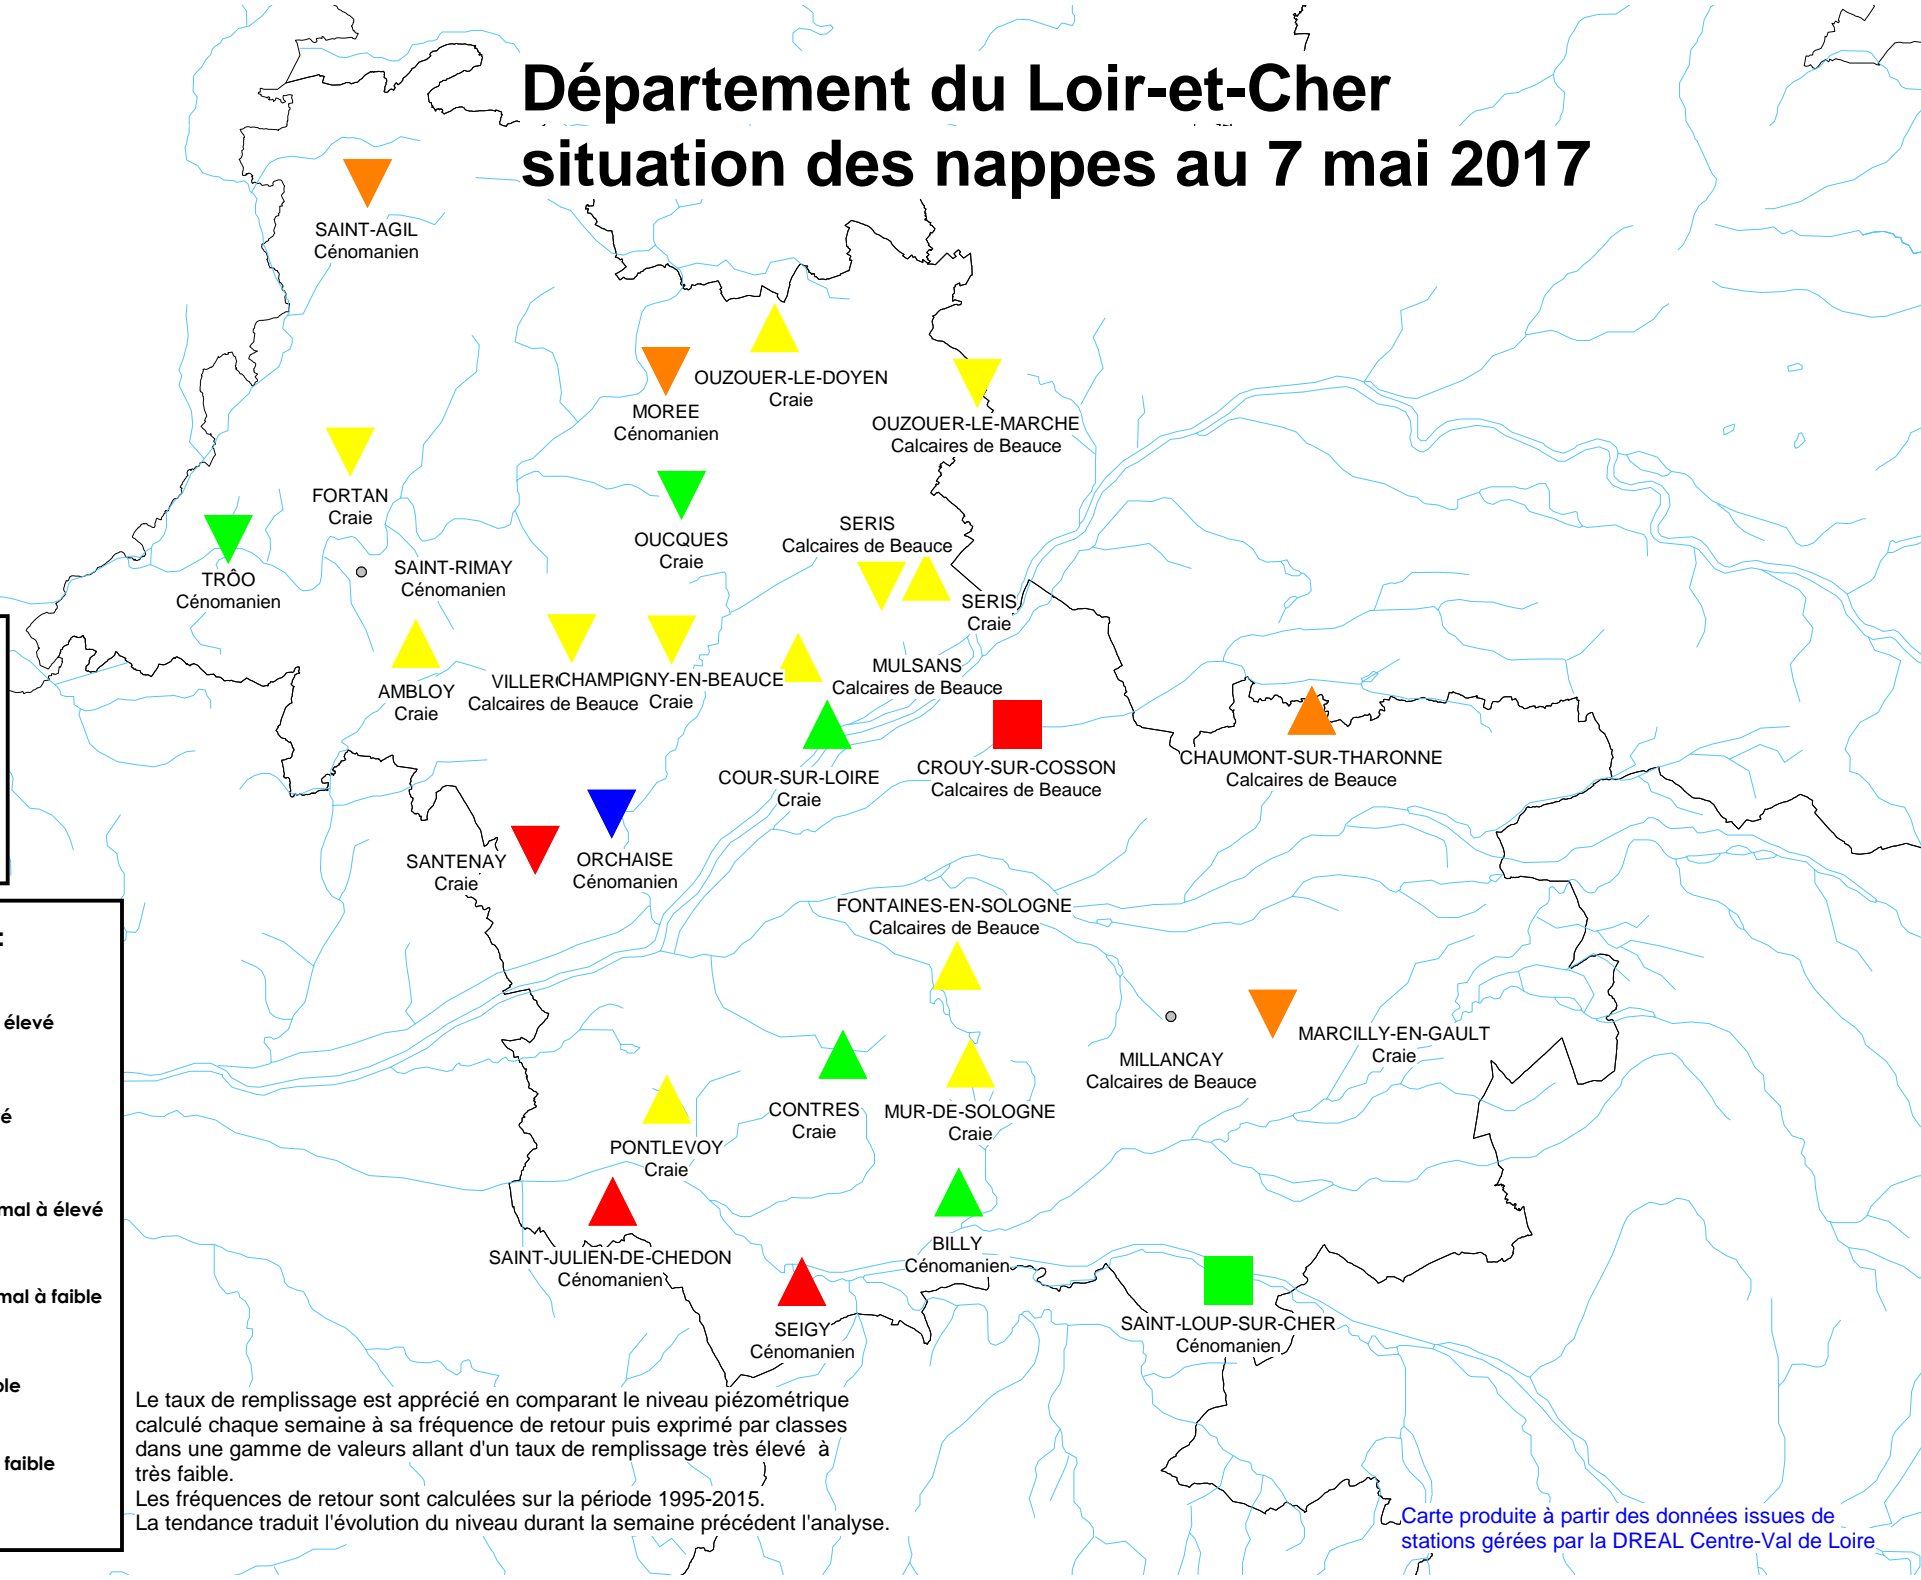 Département du Loir-et-Cher
situation des nappes au 7 mai 2017
SAINT-AGIL
Cénomanien
OUZOUER-LE-DOYEN
Craie
MOREE
Cénomanien
OUZOUER-LE-MARCHE
Calcaires de Beauce
FORTAN
Craie
OUCQUES
Craie
SERIS
Calcaires de Beauce
TRÔO
Cénomanien
SAINT-RIMAY
Cénomanien
SERIS
Craie
AMBLOY
Craie
VILLER
Calcaires de Beauce
CHAMPIGNY-EN-BEAUCE
Craie
MULSANS
Calcaires de Beauce
COUR-SUR-LOIRE
Craie
CROUY-SUR-COSSON
Calcaires de Beauce
CHAUMONT-SUR-THARONNE
Calcaires de Beauce
SANTENAY
Craie
ORCHAISE
Cénomanien
FONTAINES-EN-SOLOGNE
Calcaires de Beauce
MARCILLY-EN-GAULT
Craie
MILLANCAY
Calcaires de Beauce
CONTRES
Craie
MUR-DE-SOLOGNE
Craie
PONTLEVOY
Craie
SAINT-JULIEN-DE-CHEDON
Cénomanien
BILLY
Cénomanien
SEIGY
Cénomanien
SAINT-LOUP-SUR-CHER
Cénomanien
:
élevé
é
mal à élevé
mal à faible
ble
faible
Le taux de remplissage est apprécié en comparant le niveau piézométrique
calculé chaque semaine à sa fréquence de retour puis exprimé par classes
dans une gamme de valeurs allant d'un taux de remplissage très élevé à
très faible.
Les fréquences de retour sont calculées sur la période 1995-2015.
La tendance traduit l'évolution du niveau durant la semaine précédent l'analyse.
Carte produite à partir des données issues de
stations gérées par la DREAL Centre-Val de Loire